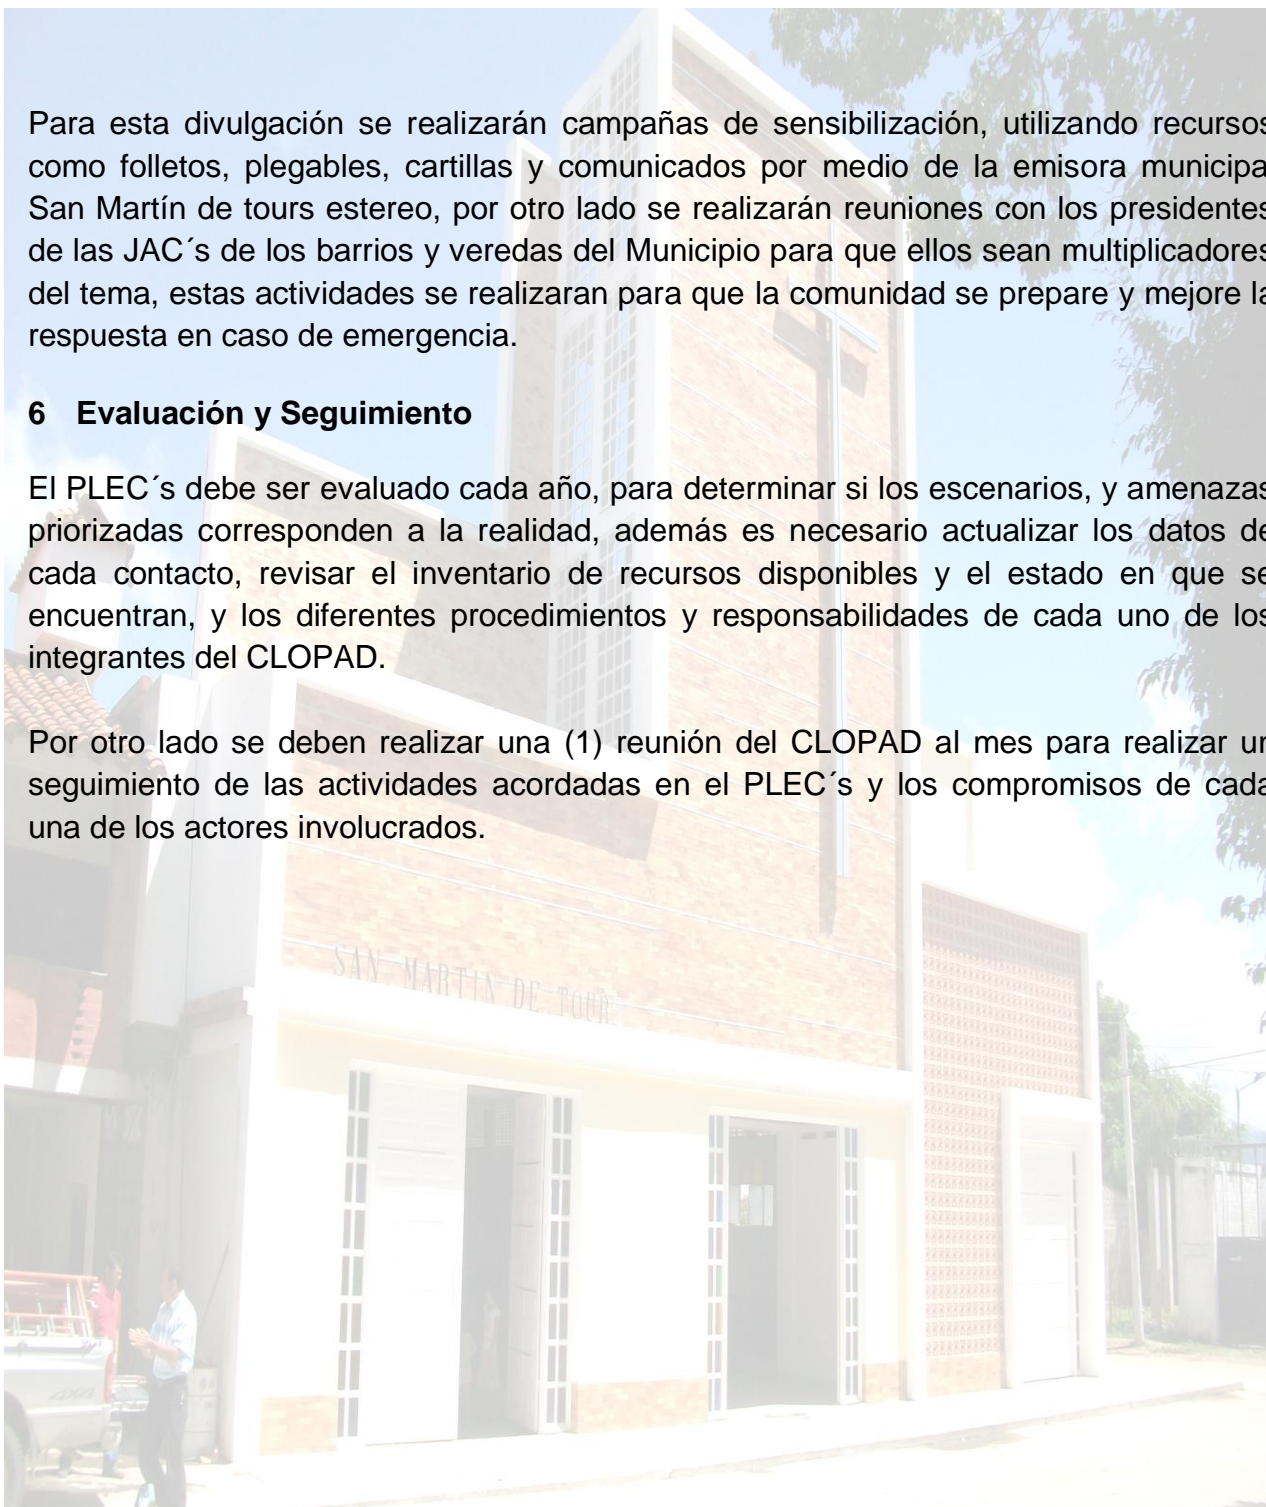 Para esta divulgación se realizarán campañas de sensibilización, utilizando recursos
como folletos, plegables, cartillas y comunicados por medio de la emisora municipa
San Martín de tours estereo, por otro lado se realizarán reuniones con los presidentes
de las JAC´s de los barrios y veredas del Municipio para que ellos sean multiplicadores
del tema, estas actividades se realizaran para que la comunidad se prepare y mejore la
respuesta en caso de emergencia.
6 Evaluación y Seguimiento
El PLEC´s debe ser evaluado cada año, para determinar si los escenarios, y amenazas
priorizadas corresponden a la realidad, además es necesario actualizar los datos de
cada contacto, revisar el inventario de recursos disponibles y el estado en que se
encuentran, y los diferentes procedimientos y responsabilidades de cada uno de los
integrantes del CLOPAD.
Por otro lado se deben realizar una (1) reunión del CLOPAD al mes para realizar un
seguimiento de las actividades acordadas en el PLEC´s y los compromisos de cada
una de los actores involucrados.
SAN MARTIN DE TOUR